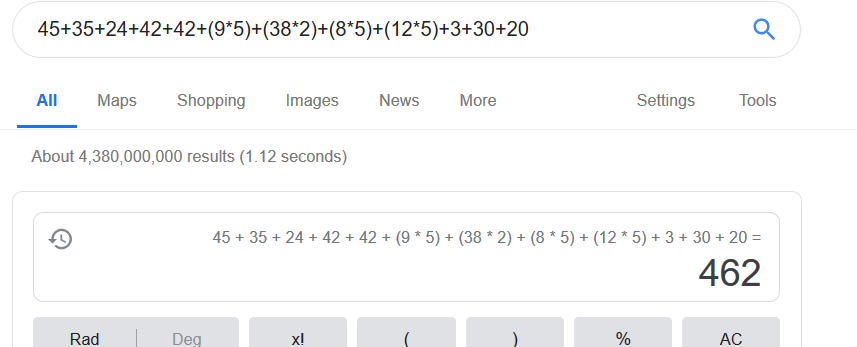 45+35+24+42+42+(9*5)+(38*2)+(8*5)+(12*5)+3+30+20
All Maps Shopping Images News More Settings Tools
About 4,380,000,000 results (1.12 seconds)
45 + 35 + 24 + 42 + 42 + (9 * 5) + (38 * 2) + (8 * 5) + (12 * 5) + 3 + 30 + 20 =
462
Rad Deg x! ( ) % AC